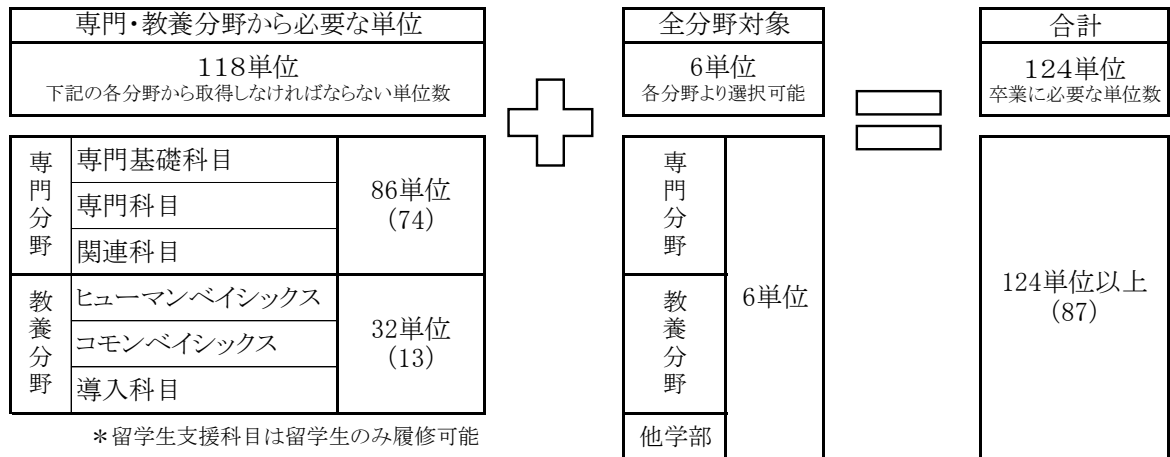 専門・教養分野から必要な単位
118単位
下記の各分野から取得しなければならない単位数
全分野対象
6単位
各分野より選択可能
合計
124単位
卒業に必要な単位数
専門分野
専門基礎科目
専門科目
関連科目
86単位
(74)
教養分野
ヒューマンベイシックス
コモンベイシックス
導入科目
32単位
(13)
＊留学生支援科目は留学生のみ履修可能
専門分野
教養分野
他学部
6単位
124単位以上
(87)